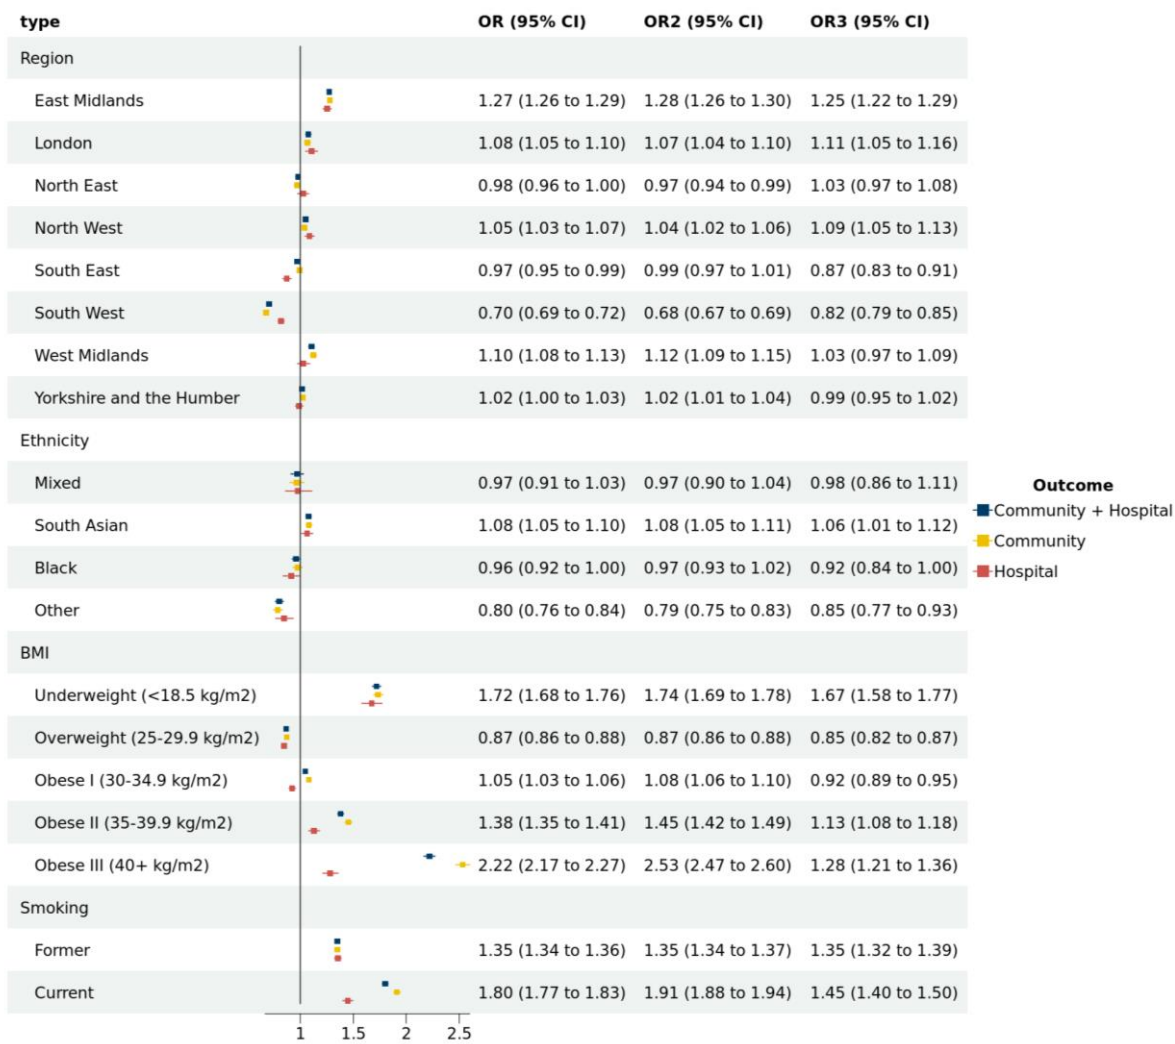 type OR (95% CI) OR2 (95% CI) OR3 (95% CI)
Region
East Midlands 1.27 (1.26 to 1.29) 1.28 (1.26 to 1.30) 1.25 (1.22 to 1.29)
London 1.08 (1.05 to 1.10) 1.07 (1.04 to 1.10) 1.11 (1.05 to 1.16)
North East 0.98 (0.96 to 1.00) 0.97 (0.94 to 0.99) 1.03 (0.97 to 1.08)
North West 1.05 (1.03 to 1.07) 1.04 (1.02 to 1.06) 1.09 (1.05 to 1.13)
South East 0.97 (0.95 to 0.99) 0.99 (0.97 to 1.01) 0.87 (0.83 to 0.91)
South West 0.70 (0.69 to 0.72) 0.68 (0.67 to 0.69) 0.82 (0.79 to 0.85)
West Midlands 1.10 (1.08 to 1.13) 1.12 (1.09 to 1.15) 1.03 (0.97 to 1.09)
Yorkshire and the Humber 1.02 (1.00 to 1.03) 1.02 (1.01 to 1.04) 0.99 (0.95 to 1.02)
Ethnicity
Mixed 0.97 (0.91 to 1.03) 0.97 (0.90 to 1.04) 0.98 (0.86 to 1.11)
South Asian 1.08 (1.05 to 1.10) 1.08 (1.05 to 1.11) 1.06 (1.01 to 1.12)
Black 0.96 (0.92 to 1.00) 0.97 (0.93 to 1.02) 0.92 (0.84 to 1.00)
Other 0.80 (0.76 to 0.84) 0.79 (0.75 to 0.83) 0.85 (0.77 to 0.93)
BMI
Underweight (<18.5 kg/m2) 1.72 (1.68 to 1.76) 1.74 (1.69 to 1.78) 1.67 (1.58 to 1.77)
Overweight (25-29.9 kg/m2) 0.87 (0.86 to 0.88) 0.87 (0.86 to 0.88) 0.85 (0.82 to 0.87)
Obese I (30-34.9 kg/m2) 1.05 (1.03 to 1.06) 1.08 (1.06 to 1.10) 0.92 (0.89 to 0.95)
Obese II (35-39.9 kg/m2) 1.38 (1.35 to 1.41) 1.45 (1.42 to 1.49) 1.13 (1.08 to 1.18)
Obese III (40+ kg/m2) 2.22 (2.17 to 2.27) 2.53 (2.47 to 2.60) 1.28 (1.21 to 1.36)
Smoking
Former 1.35 (1.34 to 1.36) 1.35 (1.34 to 1.37) 1.35 (1.32 to 1.39)
Current 1.80 (1.77 to 1.83) 1.91 (1.88 to 1.94) 1.45 (1.40 to 1.50)
1 1.5 2 2.5
Outcome
Community + Hospital
Community
Hospital